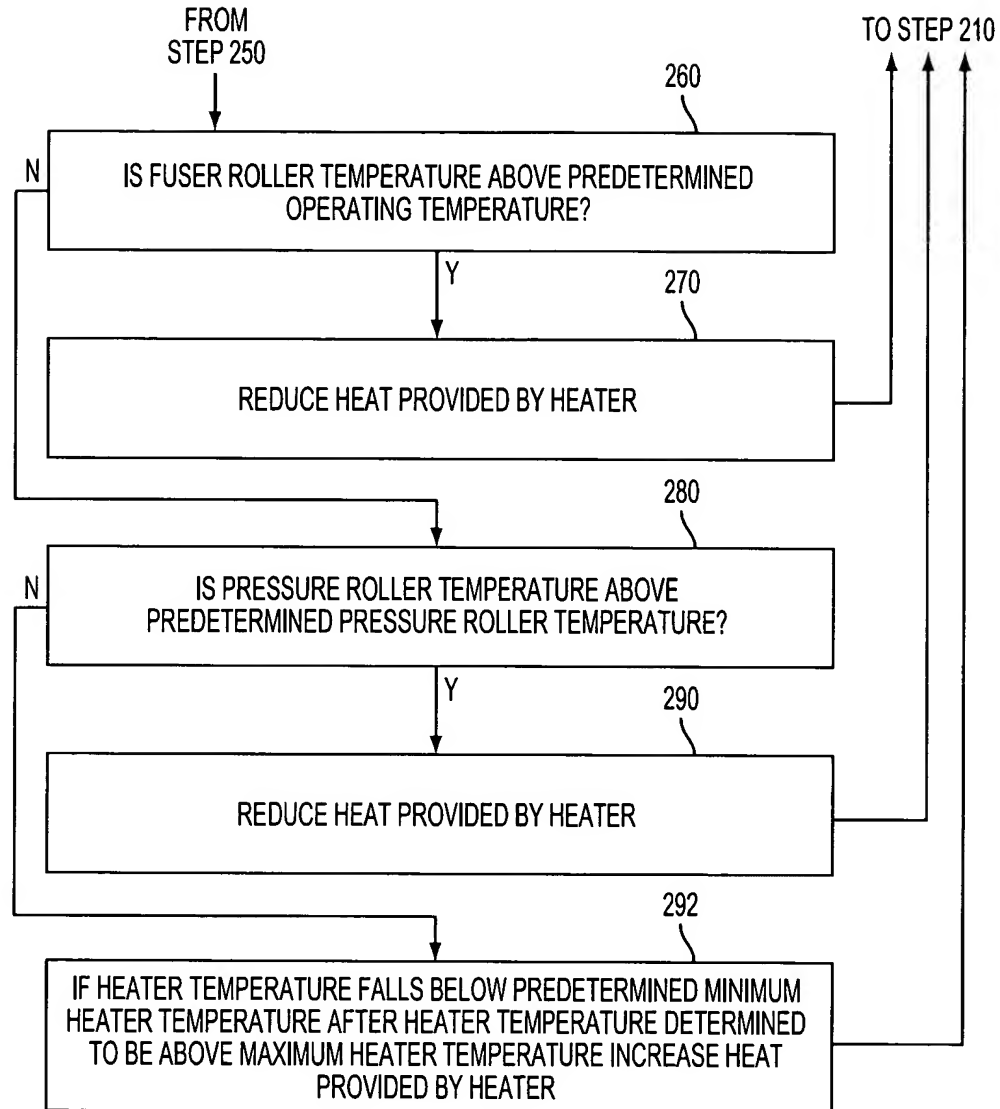 FROM
STEP 250
TO STEP 210
260
N
IS FUSER ROLLER TEMPERATURE ABOVE PREDETERMINED
OPERATING TEMPERATURE?
Y
270
REDUCE HEAT PROVIDED BY HEATER
280
N
IS PRESSURE ROLLER TEMPERATURE ABOVE
PREDETERMINED PRESSURE ROLLER TEMPERATURE?
Y
290
REDUCE HEAT PROVIDED BY HEATER
292
IF HEATER TEMPERATURE FALLS BELOW PREDETERMINED MINIMUM
HEATER TEMPERATURE AFTER HEATER TEMPERATURE DETERMINED
TO BE ABOVE MAXIMUM HEATER TEMPERATURE INCREASE HEAT
PROVIDED BY HEATER